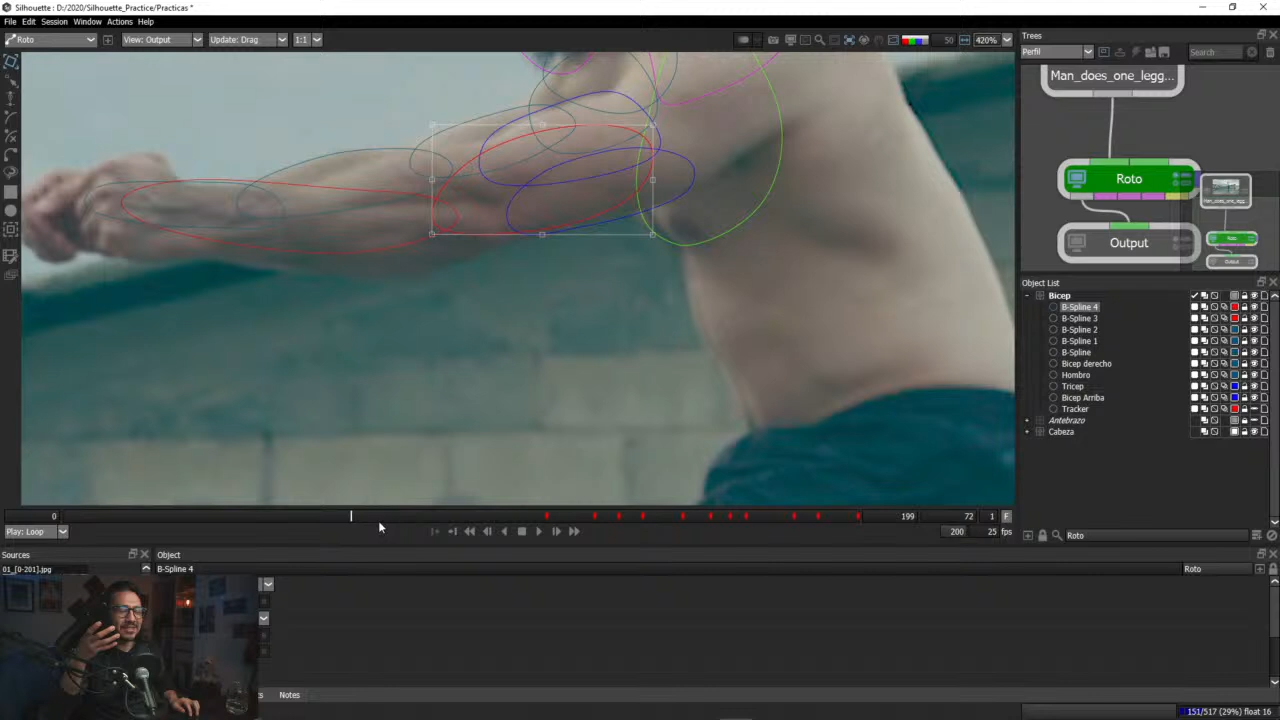 Silhouette : D:/2020/Silhouette_Practice/Practicas *
File Edit Session Window Actions Help
Roto View: Output Update: Drag 1:1 50 420%
Trees
Perfil Search
Man_does_one_legg...
Roto
Output
Object List
Bicep
B-Spline 4
B-Spline 3
B-Spline 2
B-Spline 1
B-Spline
Bicep derecho
Hombro
Tricep
Bicep Arriba
Tracker
Antebrazo
Cabeza
0 199 72 1 F
Play: Loop 200 25 fps
Roto
Sources Object
01_[0-201].jpg B-Spline 4 Roto
Notes
151/517 (29%) float 16